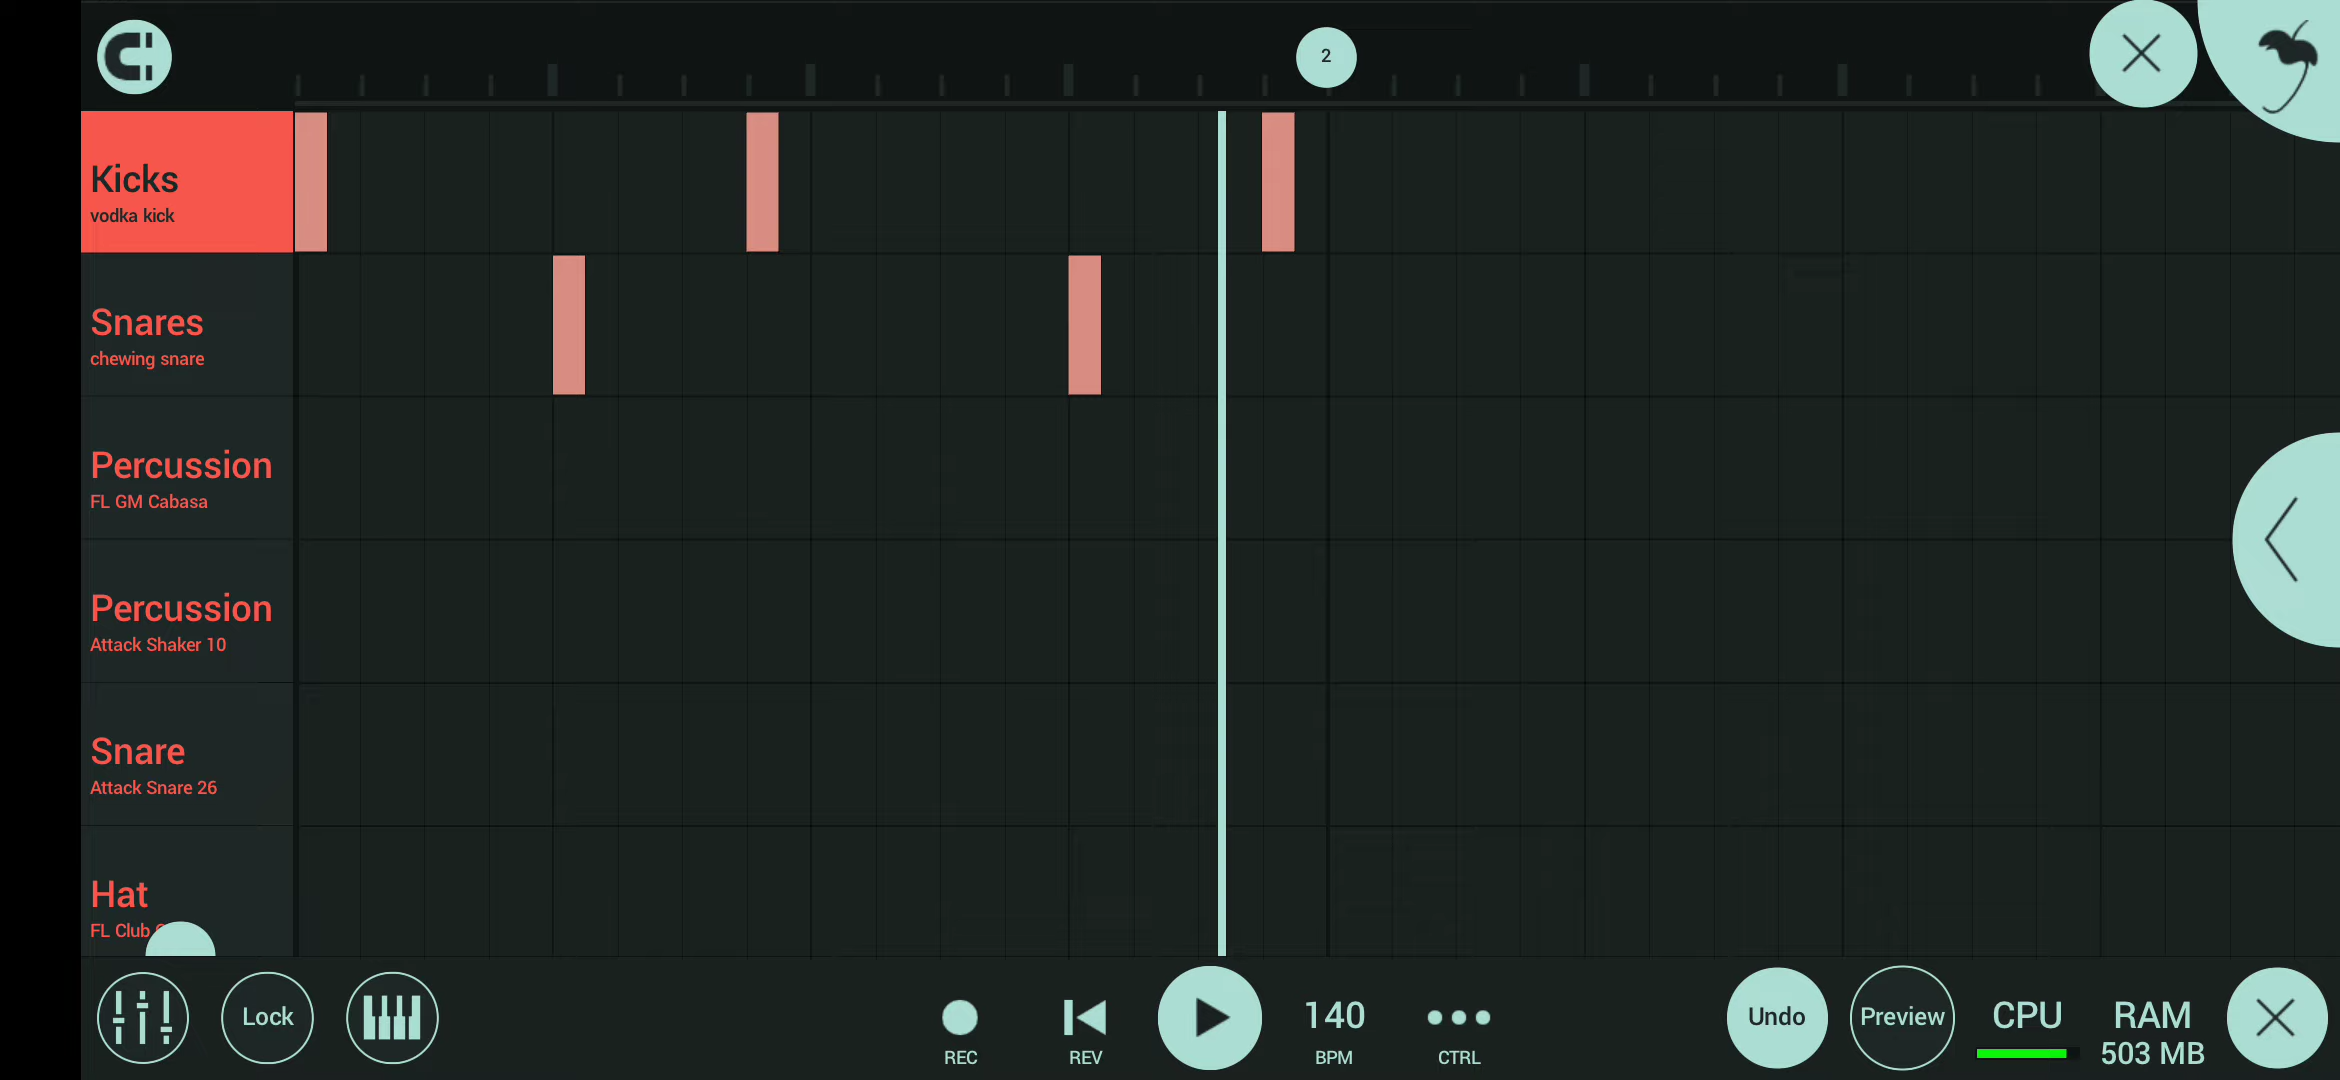 2
Kicks
vodka kick
Snares
chewing snare
Percussion
FL GM Cabasa
Percussion
Attack Shaker 10
Snare
Attack Snare 26
Hat
FL Club
Lock
REC
REV
140
BPM
CTRL
Undo
Preview
CPU
RAM
503 MB